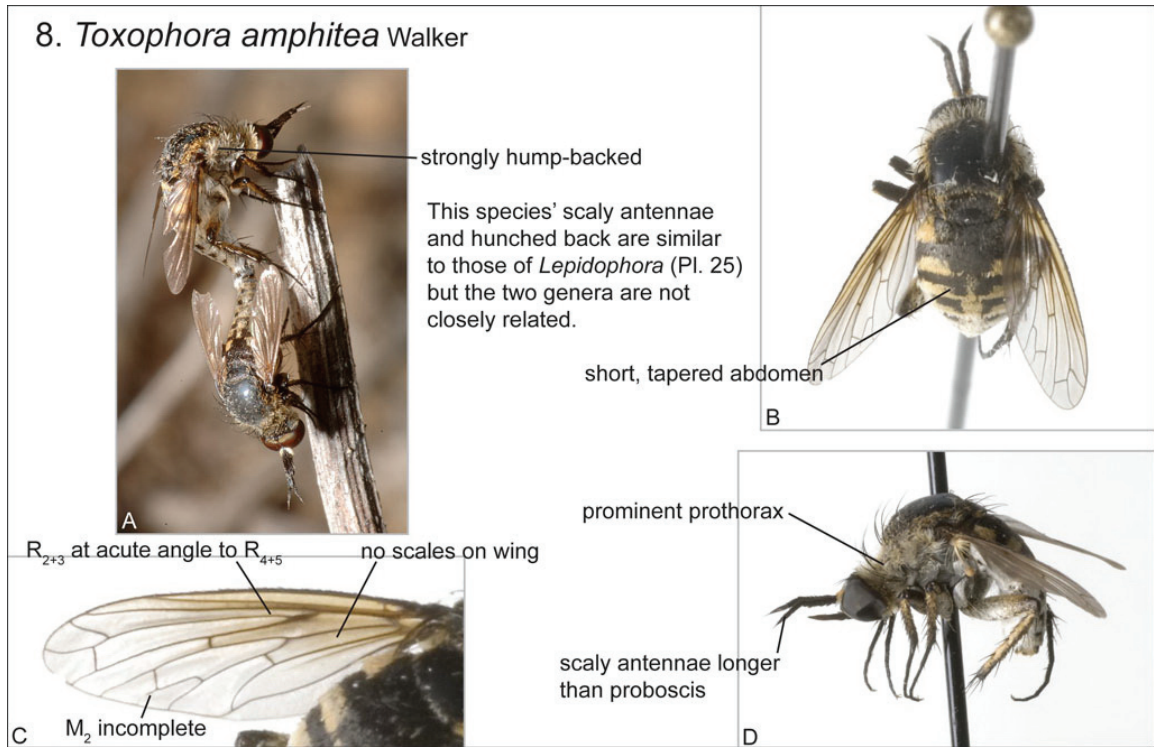 8. Toxophora amphitea Walker
strongly hump-backed
This species’ scaly antennae
and hunched back are similar
to those of Lepidophora (Pl. 25)
but the two genera are not
closely related.
A
short, tapered abdomen
B
R2+3 at acute angle to R4+5
no scales on wing
M2 incomplete
C
prominent prothorax
scaly antennae longer
than proboscis
D